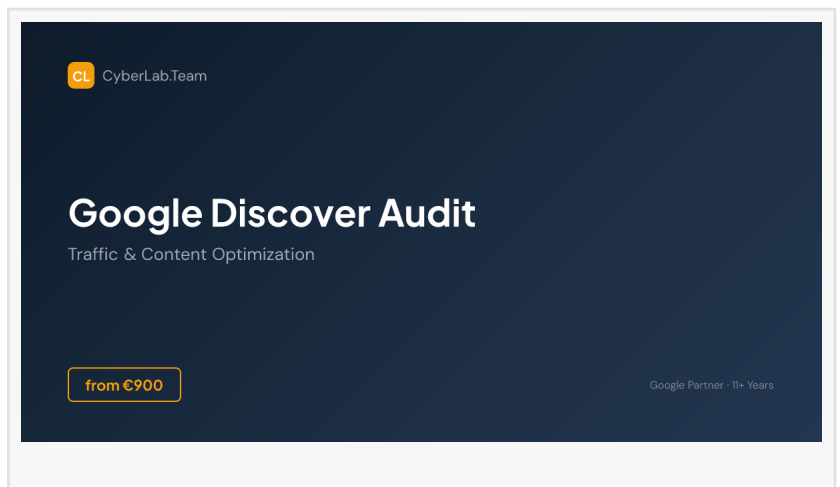 CL CyberLab.Team
Google Discover Audit
Traffic & Content Optimization
from €900
Google Partner · 11+ Years